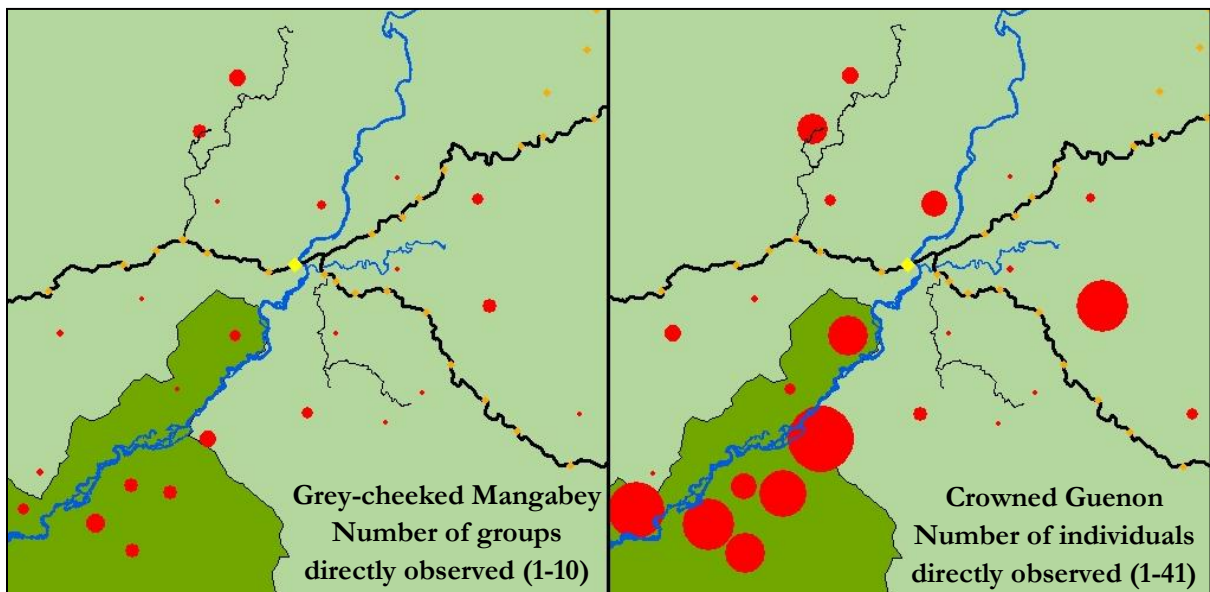 Grey-cheeked Mangabey
Number of groups
directly observed (1-10)
Crowned Guenon
Number of individuals
directly observed (1-41)